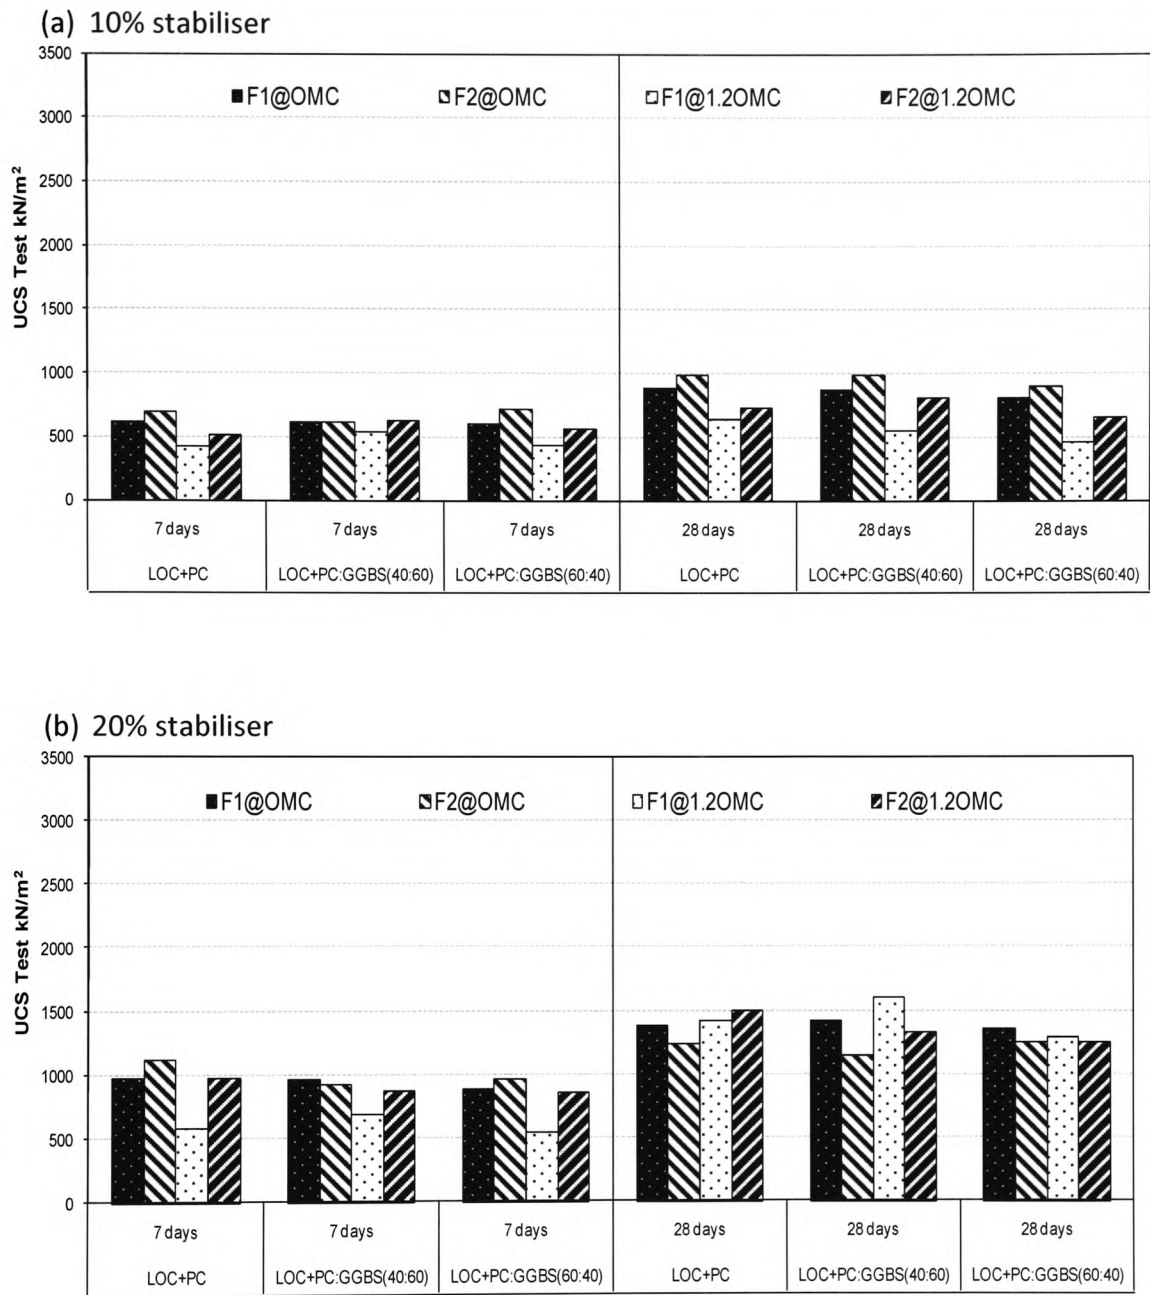 (a) 10% stabiliser
3500
F1@OMC F2@OMC F1@1.2OMC F2@1.2OMC
3000
2500
2000
1500
1000
500
0
UCS Test kN/m²
7 days 7 days 7 days 28 days 28 days 28 days
LOC+PC LOC+PC:GGBS(40:60) LOC+PC:GGBS(60:40) LOC+PC LOC+PC:GGBS(40:60) LOC+PC:GGBS(60:40)
(b) 20% stabiliser
3500
F1@OMC F2@OMC F1@1.2OMC F2@1.2OMC
3000
2500
2000
1500
1000
500
0
UCS Test kN/m²
7 days 7 days 7 days 28 days 28 days 28 days
LOC+PC LOC+PC:GGBS(40:60) LOC+PC:GGBS(60:40) LOC+PC LOC+PC:GGBS(40:60) LOC+PC:GGBS(60:40)